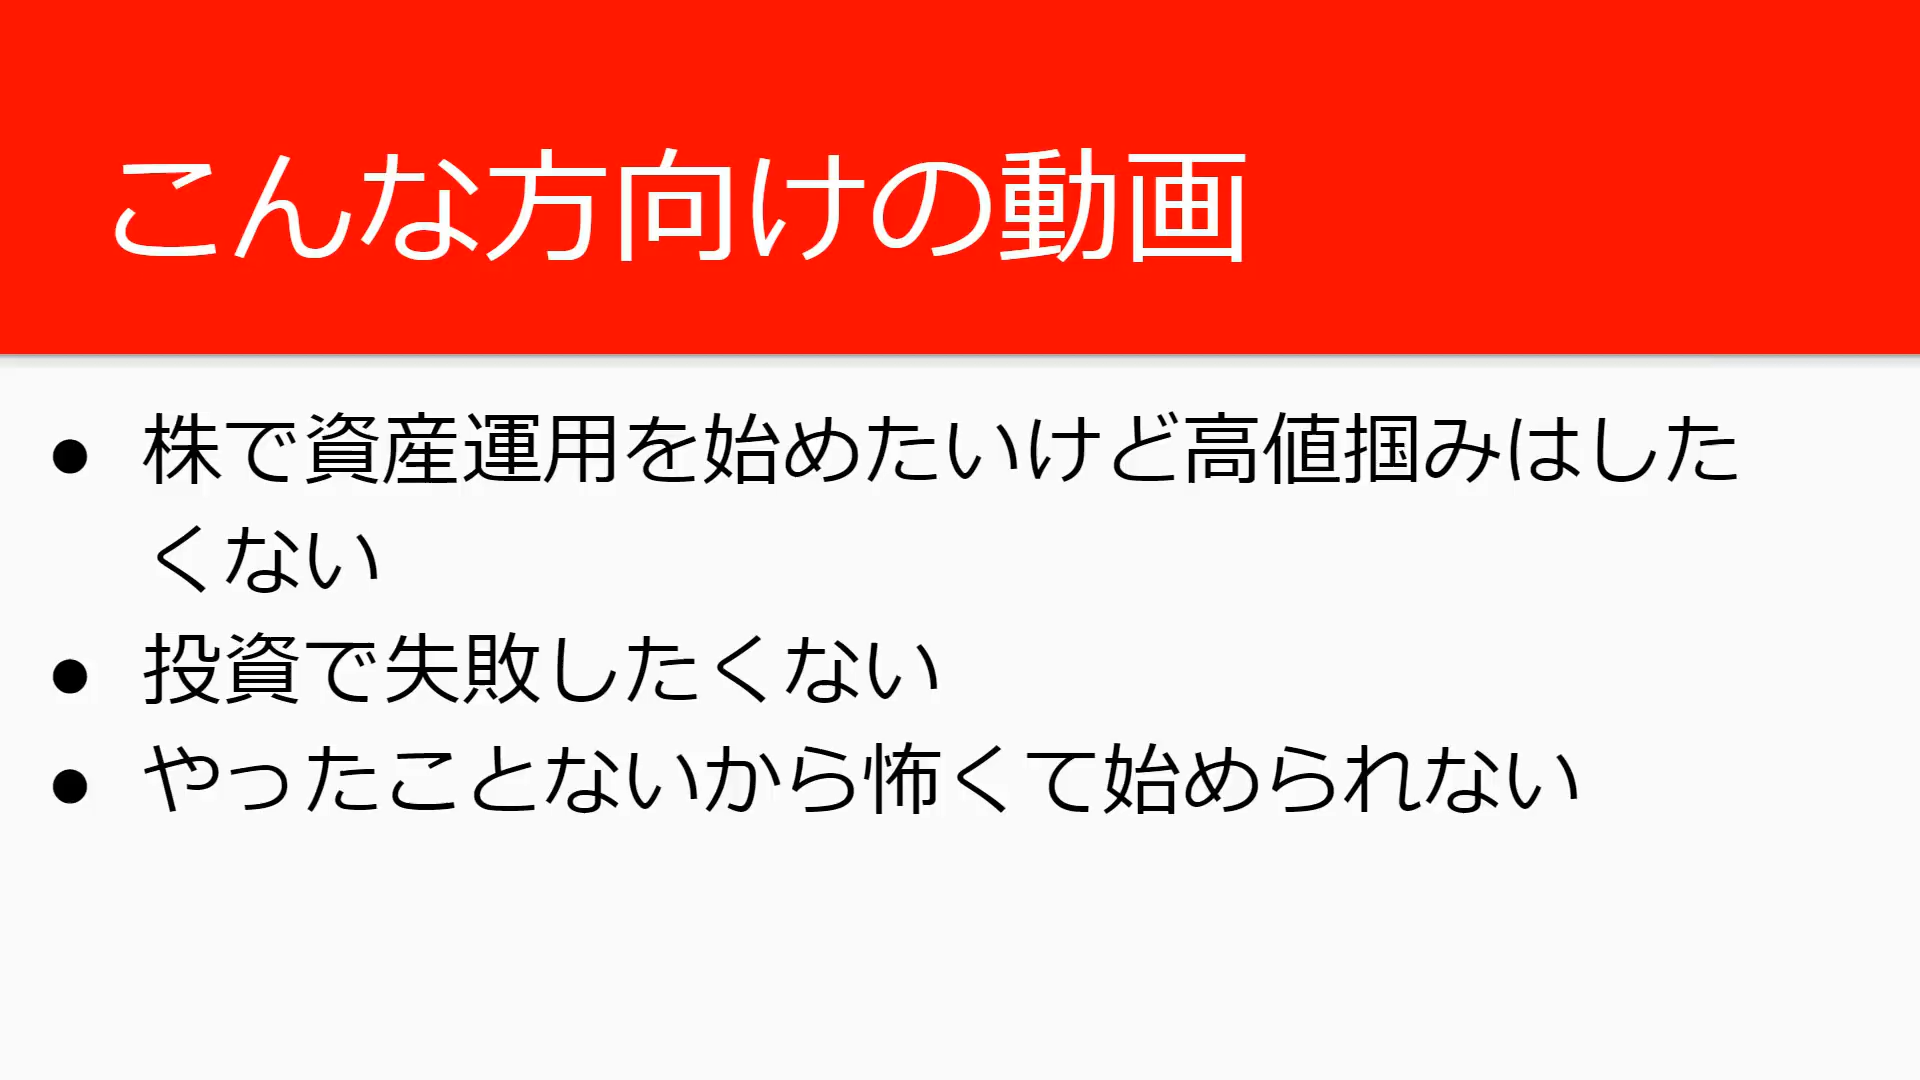 こんな方向けの動画
● 株で資産運用を始めたいけど高値掴みはした
くない
● 投資で失敗したくない
● やったことないから怖くて始められない